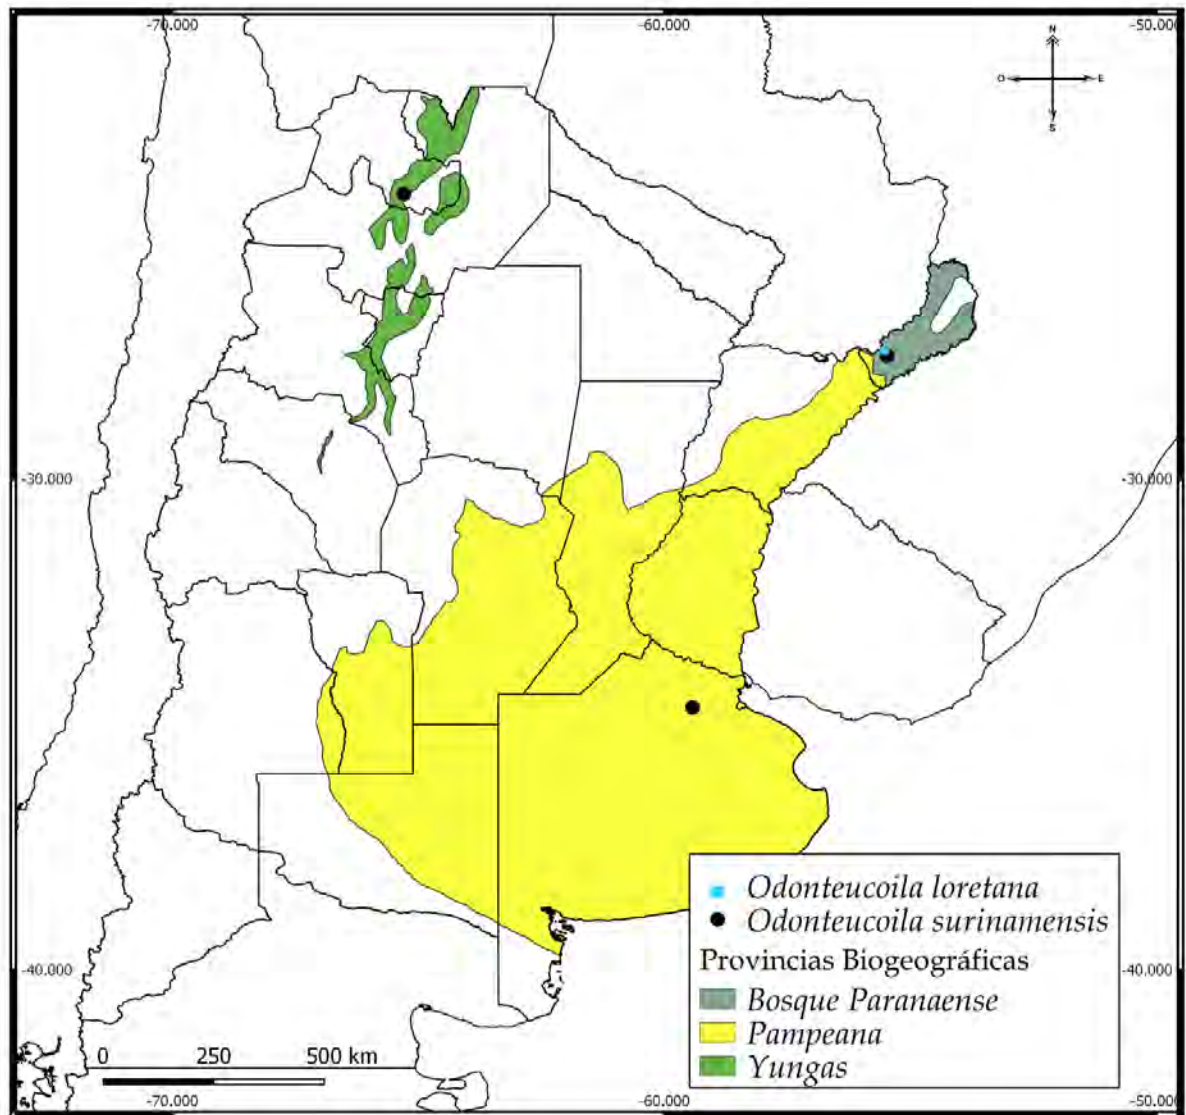 -70.000 -60.000 -50.000
N
O E
S
-30.000 -30.000
Odonteucoila loretana
Odonteucoila surinamensis
Provincias Biogeográficas
Bosque Paranaense
Pampeana
Yungas
-40.000 -40.000
0 250 500 km
-70.000 -60.000 -50.000